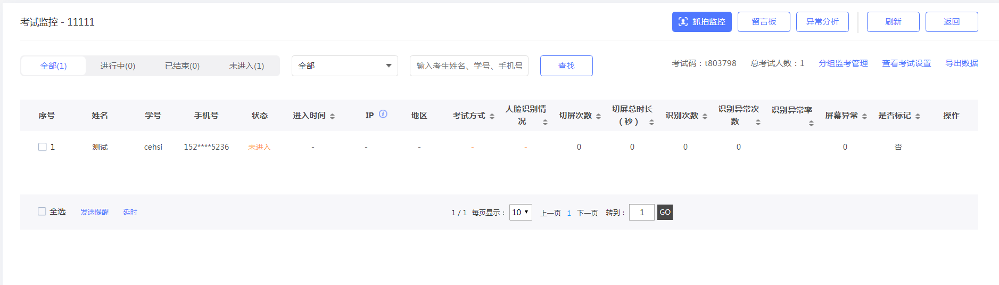 考试监控 - 11111
抓拍监控 留言板 异常分析 刷新 返回
全部(1) 进行中(0) 已结束(0) 未进入(1) 全部 输入考生姓名、学号、手机号 查找
考试码：t803798 总考试人数：1 分组监考管理 查看考试设置 导出数据
序号 姓名 学号 手机号 状态 进入时间 IP 地区 考试方式 人脸识别情况 切屏次数 切屏总时长（秒） 识别次数 识别异常次数 识别异常率 屏幕异常 是否标记 操作
1 测试 cehsi 152****5236 未进入 - - - - - 0 0 0 0 0 否
全选 发送提醒 延时 1 / 1 每页显示： 10 上一页 1 下一页 转到： 1 GO